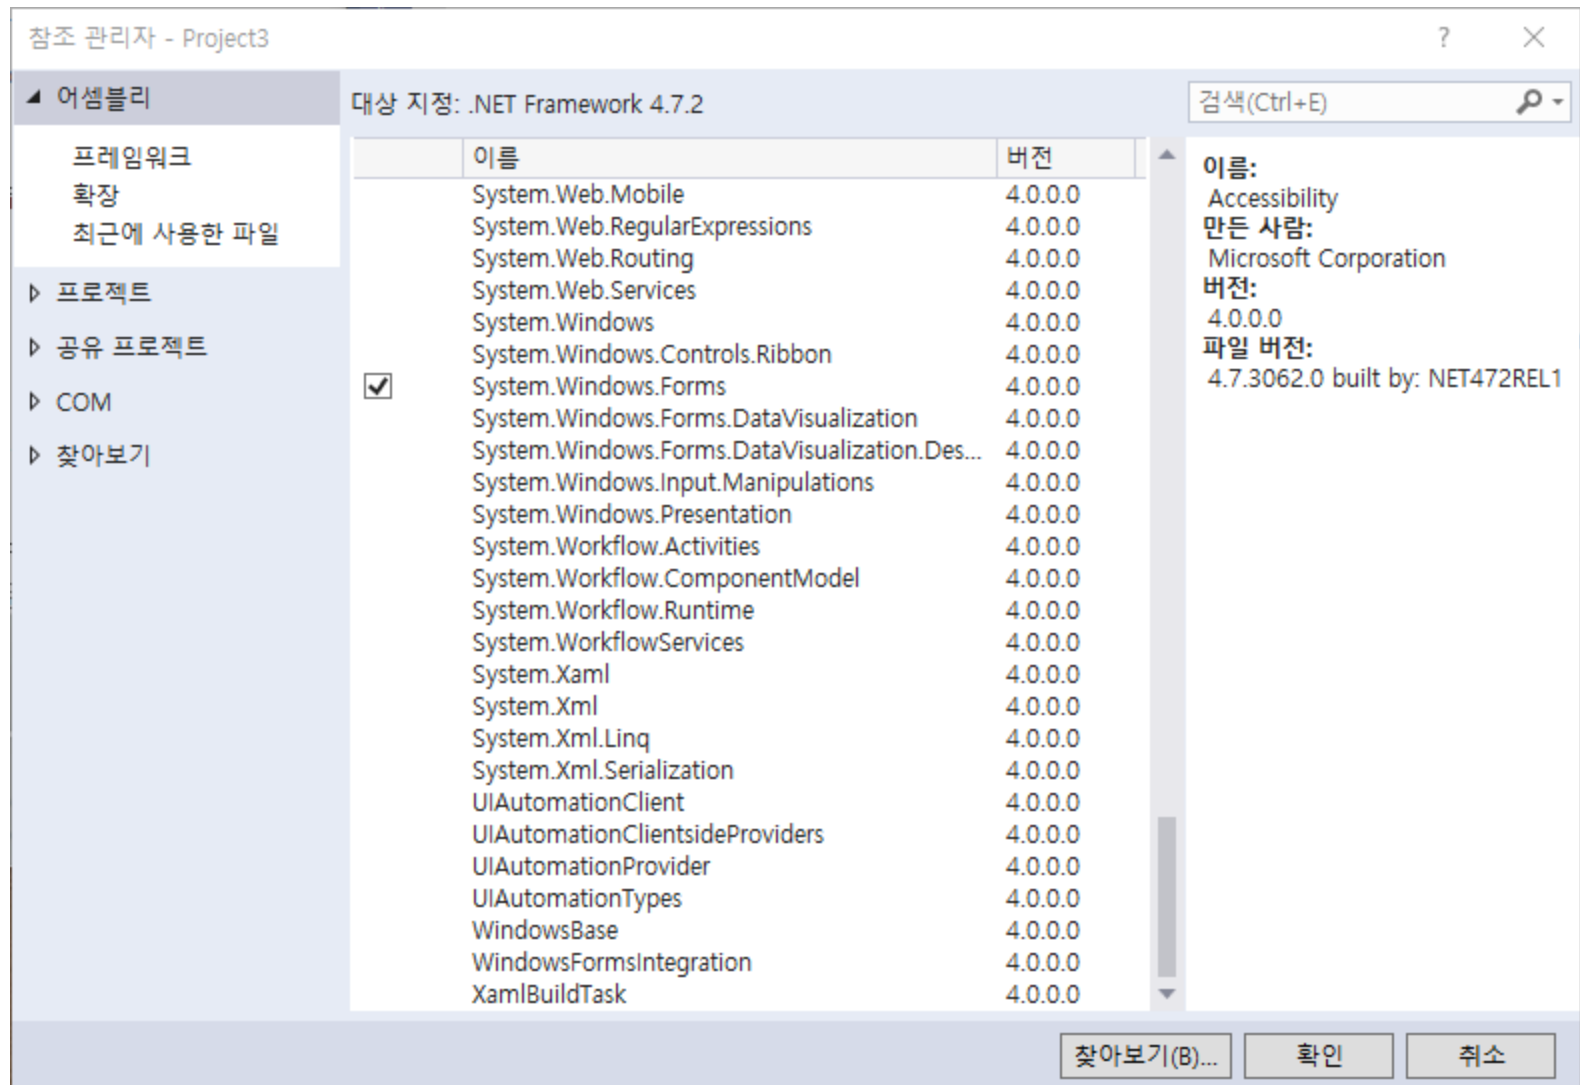 참조 관리자 - Project3
? ×
어셈블리
프레임워크
확장
최근에 사용한 파일
프로젝트
공유 프로젝트
COM
찾아보기
대상 지정: .NET Framework 4.7.2
검색(Ctrl+E)
이름 버전
System.Web.Mobile 4.0.0.0
System.Web.RegularExpressions 4.0.0.0
System.Web.Routing 4.0.0.0
System.Web.Services 4.0.0.0
System.Windows 4.0.0.0
System.Windows.Controls.Ribbon 4.0.0.0
System.Windows.Forms 4.0.0.0
System.Windows.Forms.DataVisualization 4.0.0.0
System.Windows.Forms.DataVisualization.Des... 4.0.0.0
System.Windows.Input.Manipulations 4.0.0.0
System.Windows.Presentation 4.0.0.0
System.Workflow.Activities 4.0.0.0
System.Workflow.ComponentModel 4.0.0.0
System.Workflow.Runtime 4.0.0.0
System.WorkflowServices 4.0.0.0
System.Xaml 4.0.0.0
System.Xml 4.0.0.0
System.Xml.Linq 4.0.0.0
System.Xml.Serialization 4.0.0.0
UIAutomationClient 4.0.0.0
UIAutomationClientsideProviders 4.0.0.0
UIAutomationProvider 4.0.0.0
UIAutomationTypes 4.0.0.0
WindowsBase 4.0.0.0
WindowsFormsIntegration 4.0.0.0
XamlBuildTask 4.0.0.0
이름:
Accessibility
만든 사람:
Microsoft Corporation
버전:
4.0.0.0
파일 버전:
4.7.3062.0 built by: NET472REL1
찾아보기(B)... 확인 취소